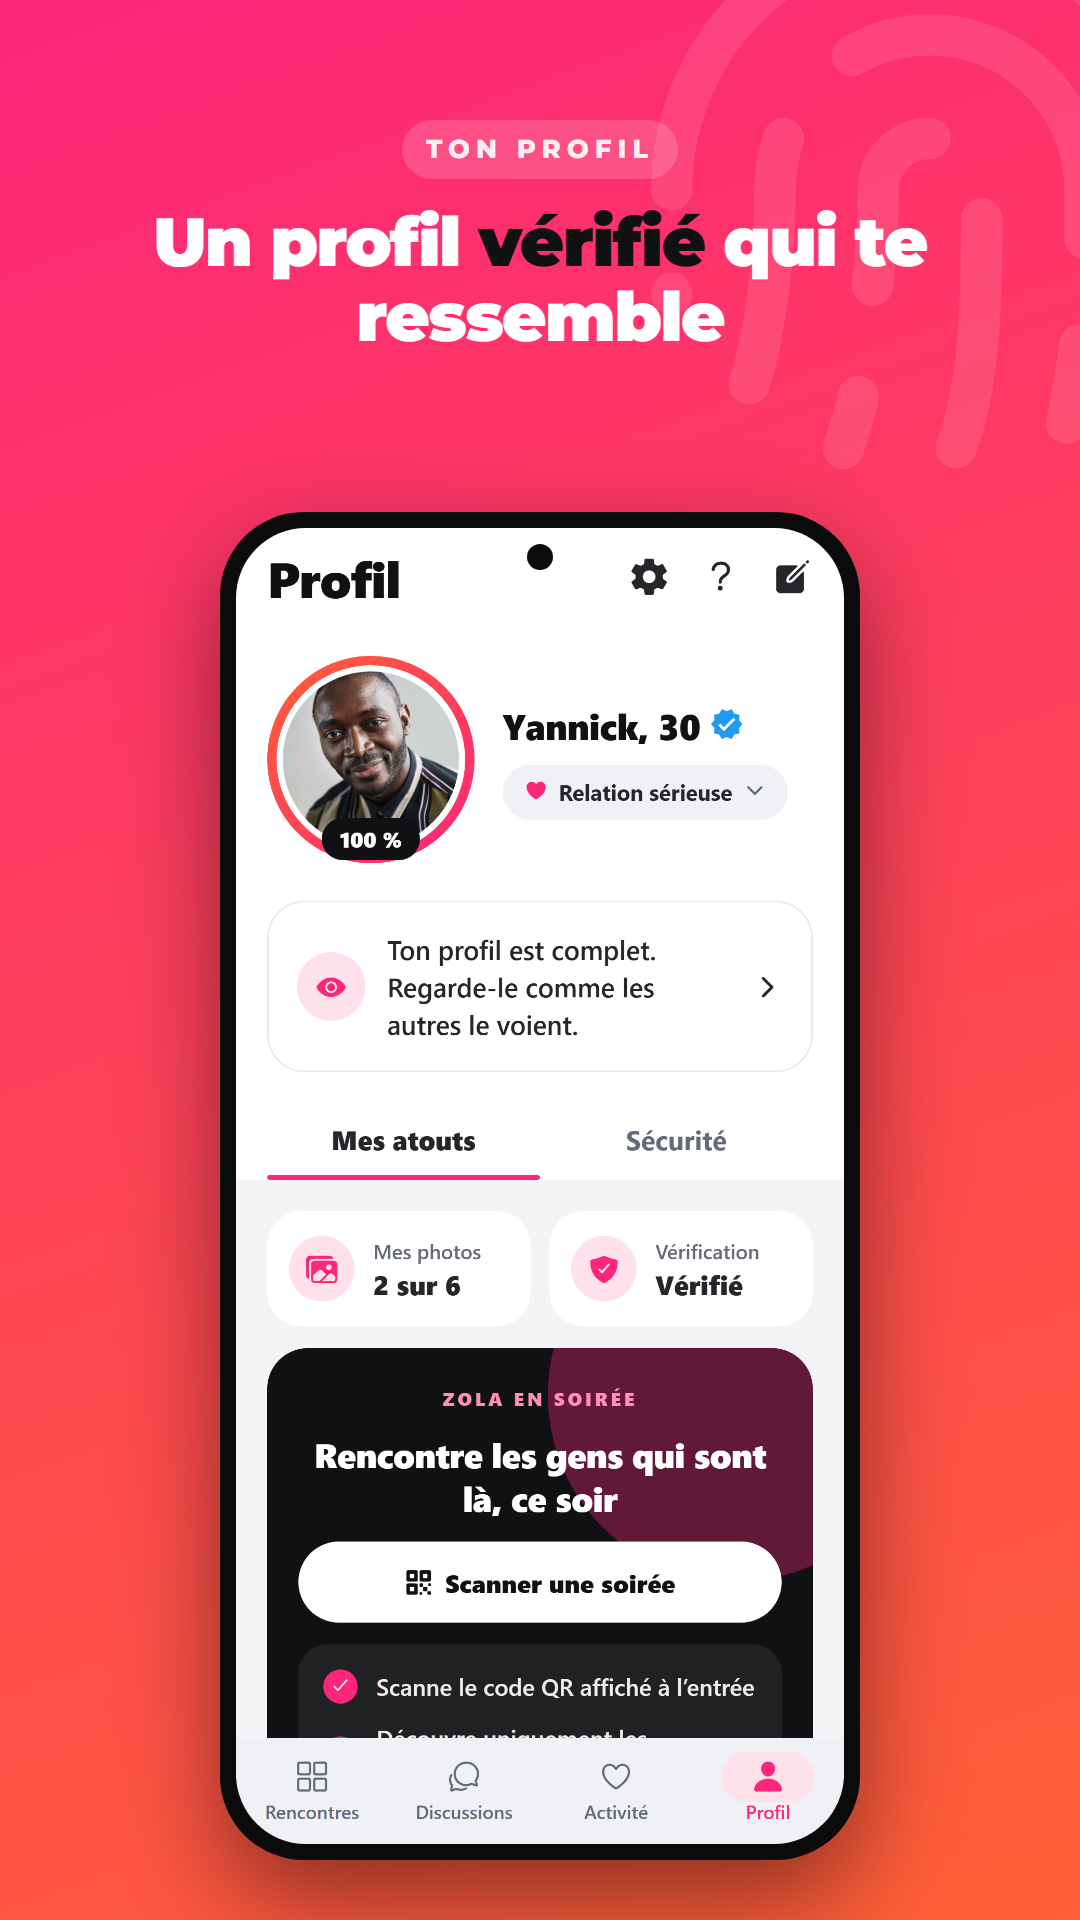 TON PROFIL
Un profil vérifié qui te
ressemble
Profil
Yannick, 30
Relation sérieuse
100 %
Ton profil est complet.
Regarde-le comme les
autres le voient.
Mes atouts
Sécurité
Mes photos
2 sur 6
Vérification
Vérifié
ZOLA EN SOIRÉE
Rencontre les gens qui sont
là, ce soir
Scanner une soirée
Scanne le code QR affiché à l’entrée
Découvre uniquement les
Rencontres
Discussions
Activité
Profil